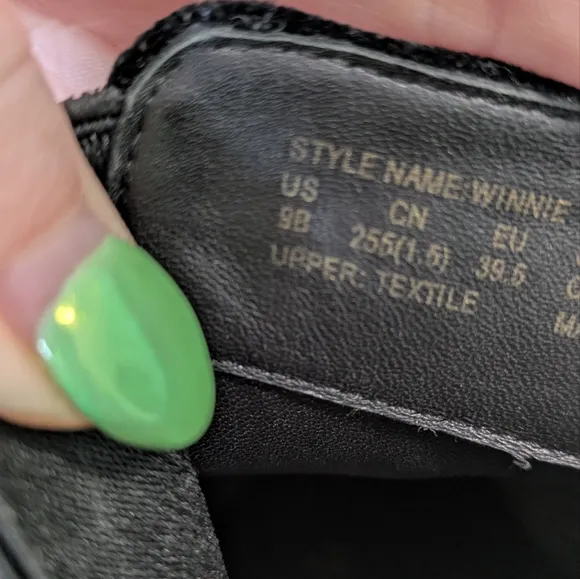 STYLE NAME: WINNIE
US CN EU
9B 255(1.5) 39.5
UPPER: TEXTILE